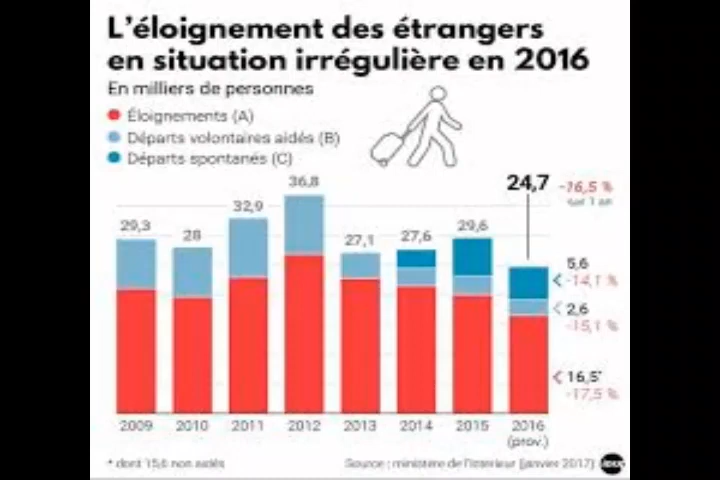 L'éloignement des étrangers
en situation irrégulière en 2016
En milliers de personnes
Éloignements (A)
Départs volontaires aidés (B)
Départs spontanés (C)
36,8
24,7
-16,5 %
sur 1 an
32,9
29,3
28
27,1
27,6
29,6
5,6
-14,1 %
2,6
-15,1 %
16,5*
-17,5 %
2009 2010 2011 2012 2013 2014 2015 2016
(prov.)
* dont 15,6 non aidés
Source : ministère de l'Intérieur (janvier 2017)